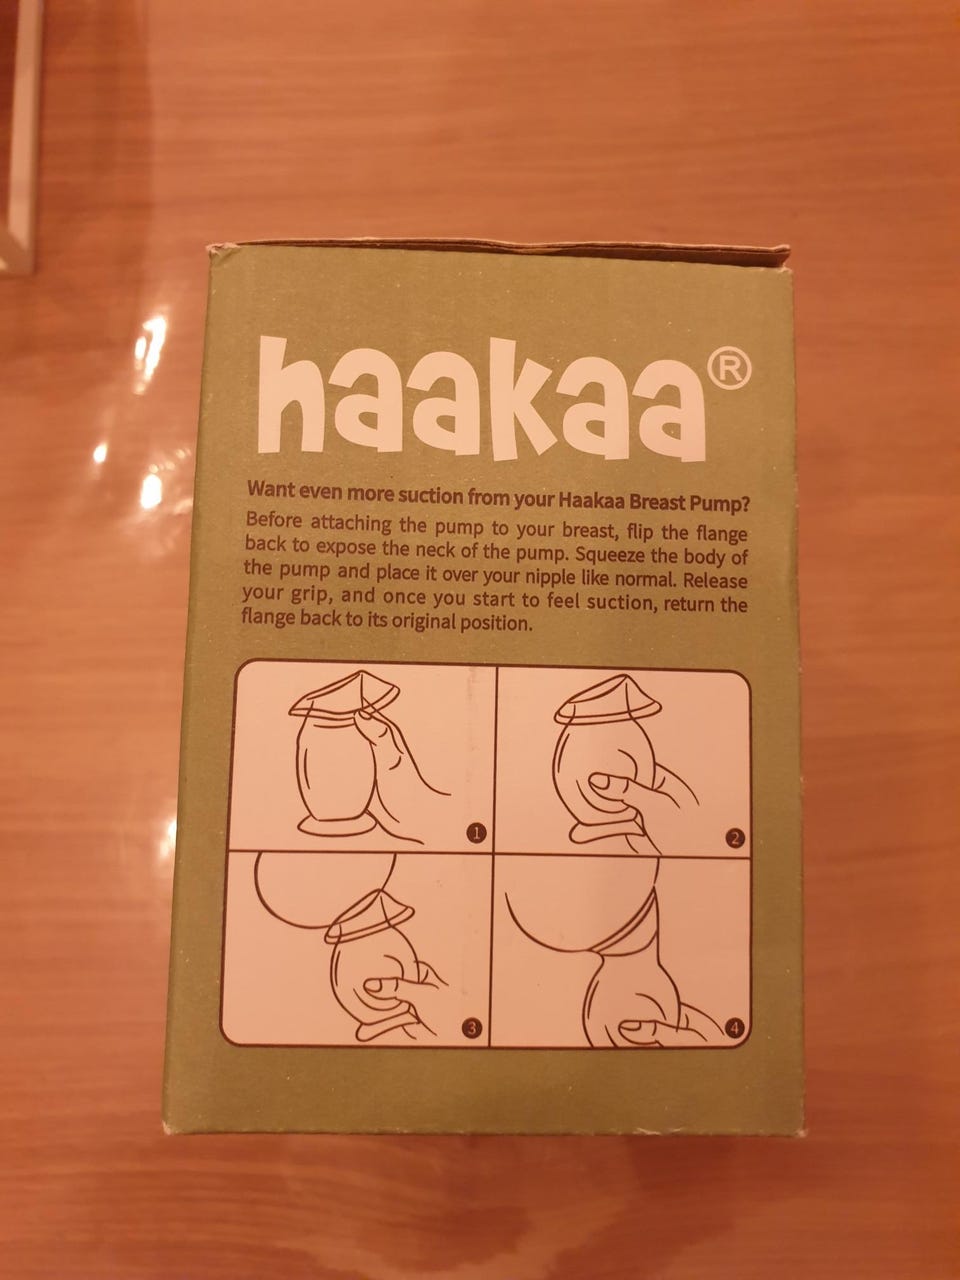 haakaa®
Want even more suction from your Haakaa Breast Pump?
Before attaching the pump to your breast, flip the flange
back to expose the neck of the pump. Squeeze the body of
the pump and place it over your nipple like normal. Release
your grip, and once you start to feel suction, return the
flange back to its original position.
1
2
3
4